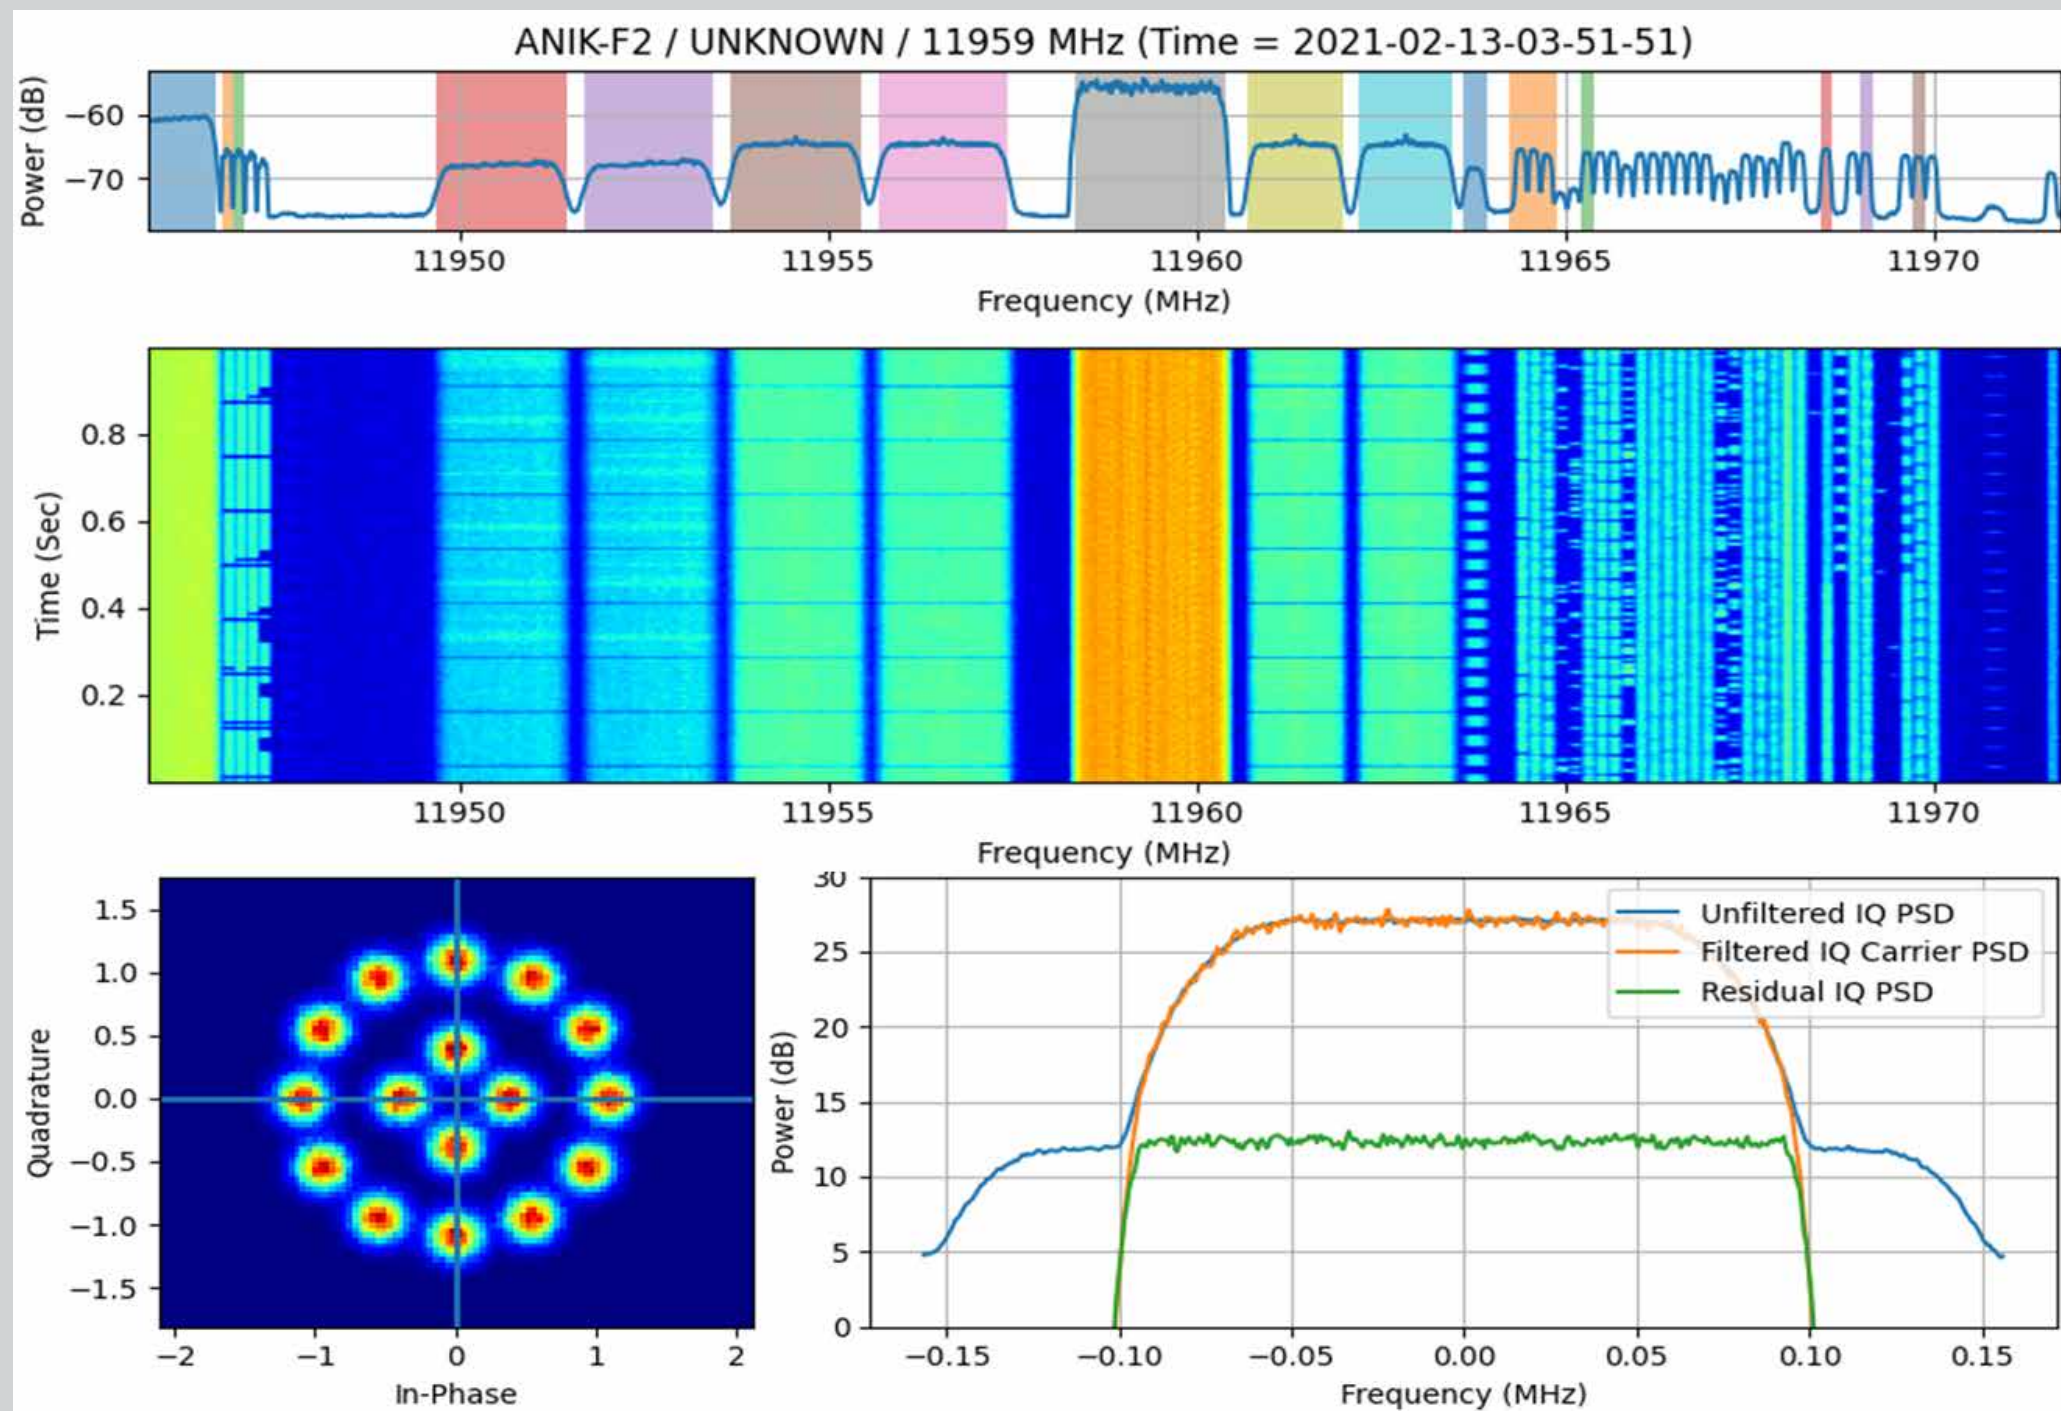 ANIK-F2 / UNKNOWN / 11959 MHz (Time = 2021-02-13-03-51-51)
Power (dB)
−60
−70
11950 11955 11960 11965 11970
Frequency (MHz)
Time (Sec)
0.8
0.6
0.4
0.2
11950 11955 11960 11965 11970
Frequency (MHz)
Quadrature
1.5
1.0
0.5
0.0
−0.5
−1.0
−1.5
−2 −1 0 1 2
In-Phase
Power (dB)
30
25
20
15
10
5
0
Unfiltered IQ PSD
Filtered IQ Carrier PSD
Residual IQ PSD
−0.15 −0.10 −0.05 0.00 0.05 0.10 0.15
Frequency (MHz)